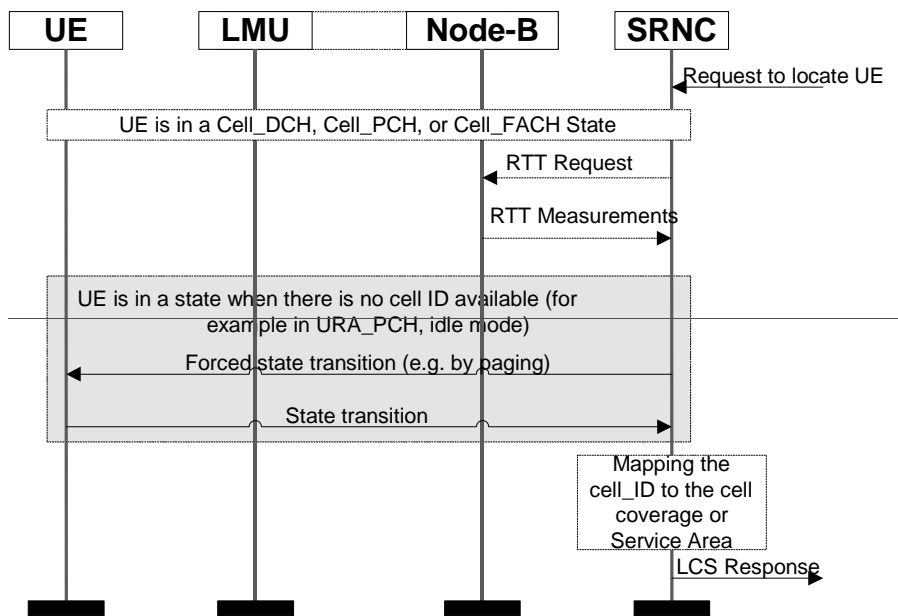 UE LMU Node-B SRNC
Request to locate UE
UE is in a Cell_DCH, Cell_PCH, or Cell_FACH State
RTT Request
RTT Measurements
UE is in a state when there is no cell ID available (for
example in URA_PCH, idle mode)
Forced state transition (e.g. by paging)
State transition
Mapping the
cell_ID to the cell
coverage or
Service Area
LCS Response